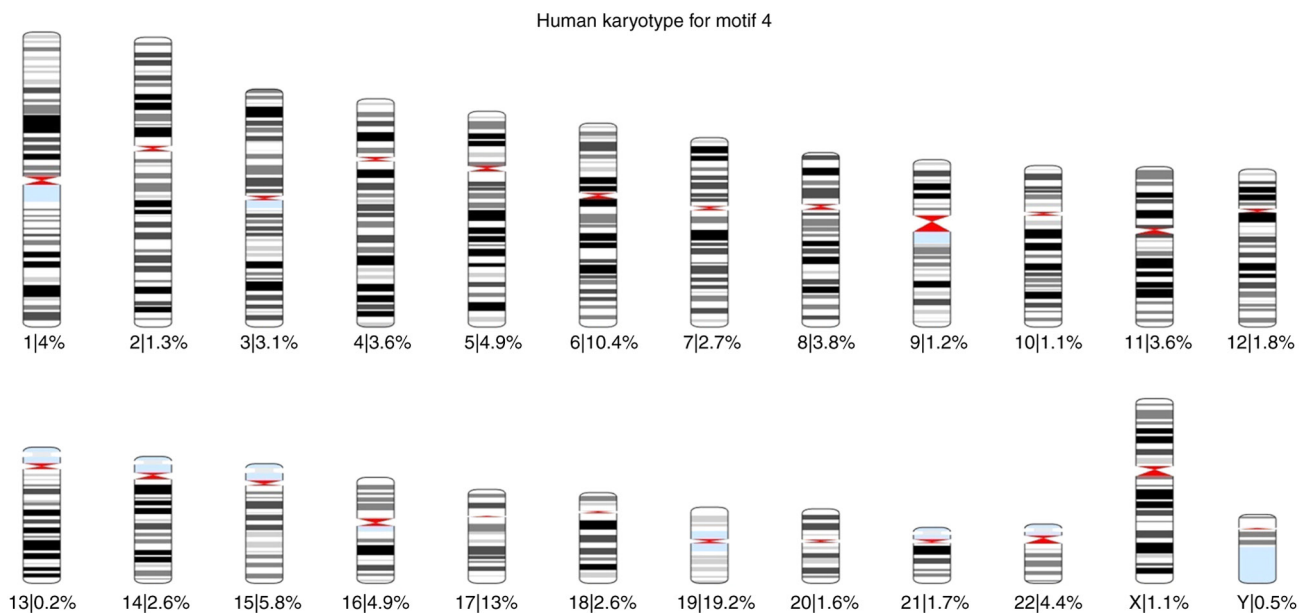 Human karyotype for motif 4
1|4% 2|1.3% 3|3.1% 4|3.6% 5|4.9% 6|10.4% 7|2.7% 8|3.8% 9|1.2% 10|1.1% 11|3.6% 12|1.8%
13|0.2% 14|2.6% 15|5.8% 16|4.9% 17|13% 18|2.6% 19|19.2% 20|1.6% 21|1.7% 22|4.4% X|1.1% Y|0.5%